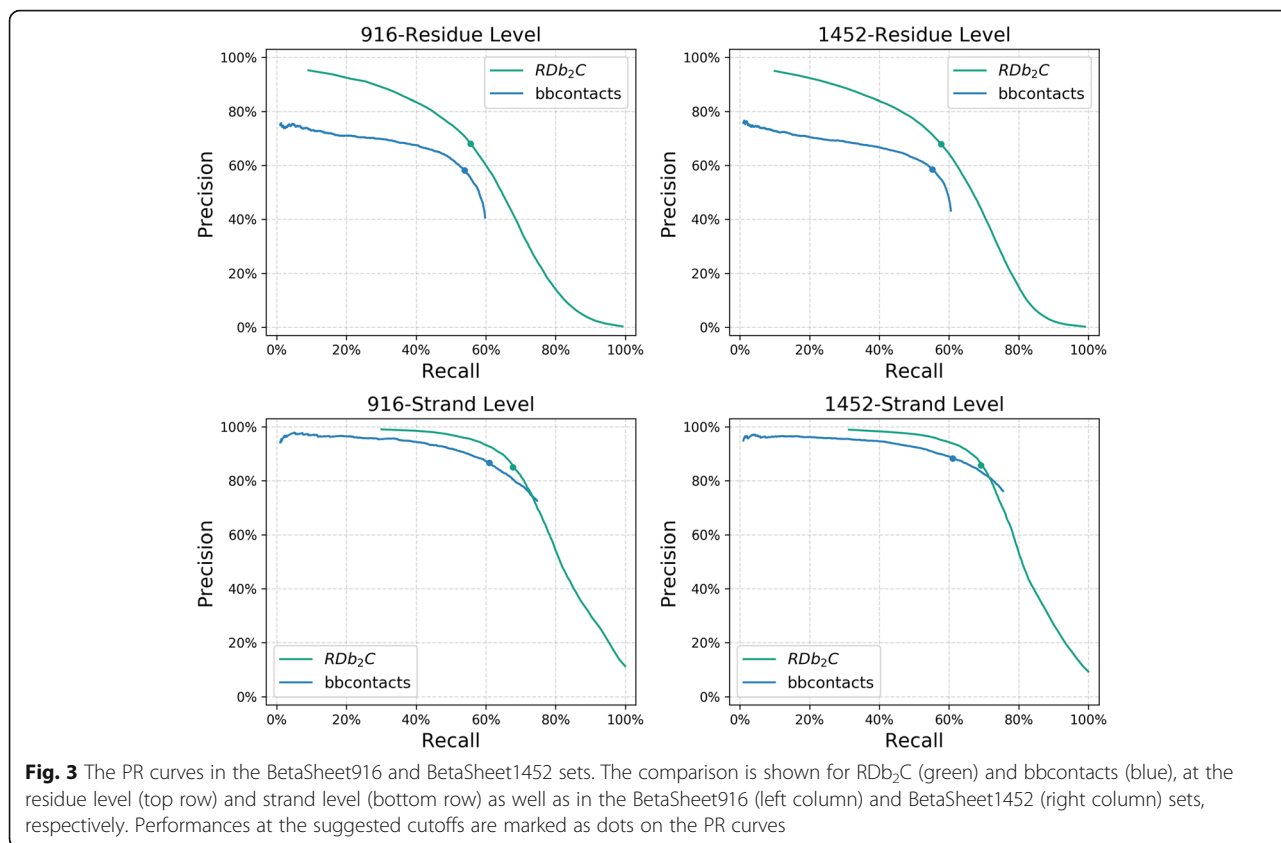 916-Residue Level
100%
80%
60%
40%
20%
0%
Precision
RDb₂C
bbcontacts
0% 20% 40% 60% 80% 100%
Recall
1452-Residue Level
100%
80%
60%
40%
20%
0%
Precision
RDb₂C
bbcontacts
0% 20% 40% 60% 80% 100%
Recall
916-Strand Level
100%
80%
60%
40%
20%
0%
Precision
RDb₂C
bbcontacts
0% 20% 40% 60% 80% 100%
Recall
1452-Strand Level
100%
80%
60%
40%
20%
0%
Precision
RDb₂C
bbcontacts
0% 20% 40% 60% 80% 100%
Recall
Fig. 3 The PR curves in the BetaSheet916 and BetaSheet1452 sets. The comparison is shown for RDb₂C (green) and bbcontacts (blue), at the
residue level (top row) and strand level (bottom row) as well as in the BetaSheet916 (left column) and BetaSheet1452 (right column) sets,
respectively. Performances at the suggested cutoffs are marked as dots on the PR curves